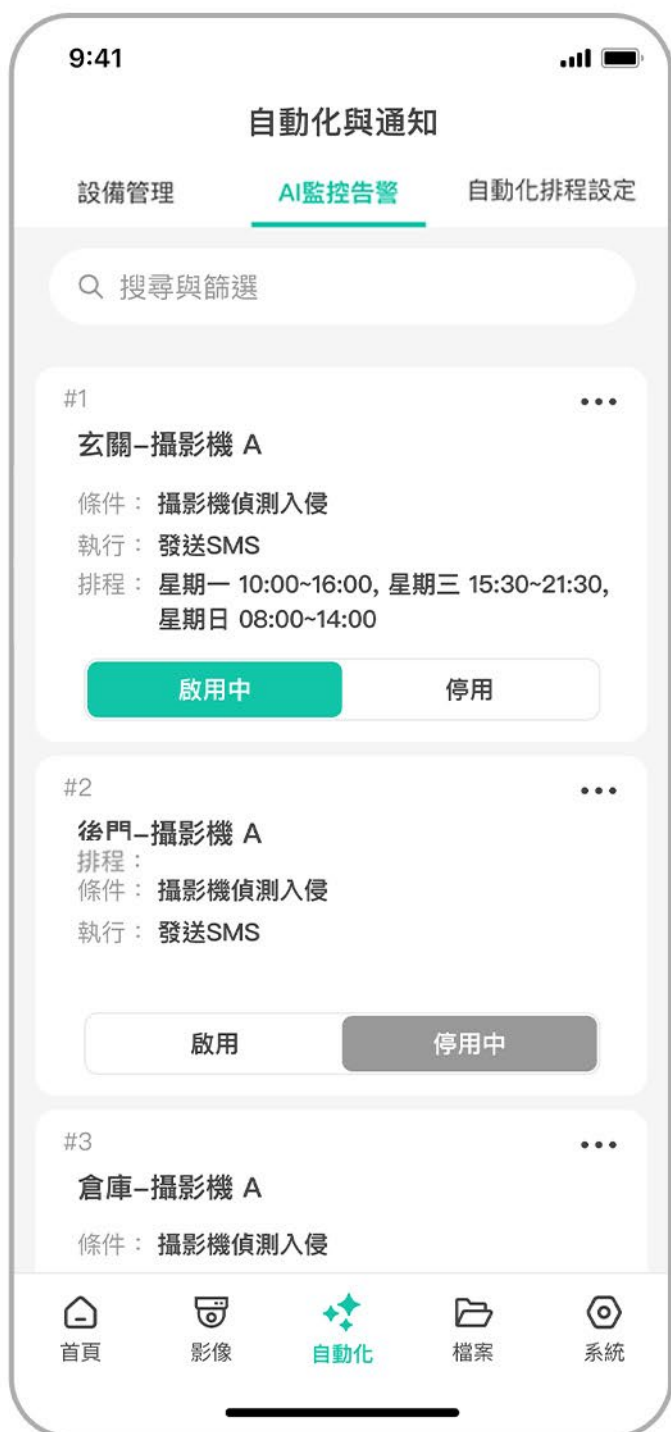 9:41
自動化與通知
設備管理 AI監控告警 自動化排程設定
搜尋與篩選
#1
玄關–攝影機 A
條件：攝影機偵測入侵
執行：發送SMS
排程：星期一 10:00~16:00, 星期三 15:30~21:30,
星期日 08:00~14:00
啟用中 停用
#2
後門–攝影機 A
排程：
條件：攝影機偵測入侵
執行：發送SMS
啟用 停用中
#3
倉庫–攝影機 A
條件：攝影機偵測入侵
首頁 影像 自動化 檔案 系統